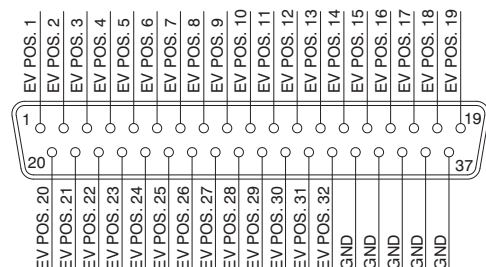 EV POS. 1
EV POS. 2
EV POS. 3
EV POS. 4
EV POS. 5
EV POS. 6
EV POS. 7
EV POS. 8
EV POS. 9
EV POS. 10
EV POS. 11
EV POS. 12
EV POS. 13
EV POS. 14
EV POS. 15
EV POS. 16
EV POS. 17
EV POS. 18
EV POS. 19
1
19
20
37
EV POS. 20
EV POS. 21
EV POS. 22
EV POS. 23
EV POS. 24
EV POS. 25
EV POS. 26
EV POS. 27
EV POS. 28
EV POS. 29
EV POS. 30
EV POS. 31
EV POS. 32
GND
GND
GND
GND
GND